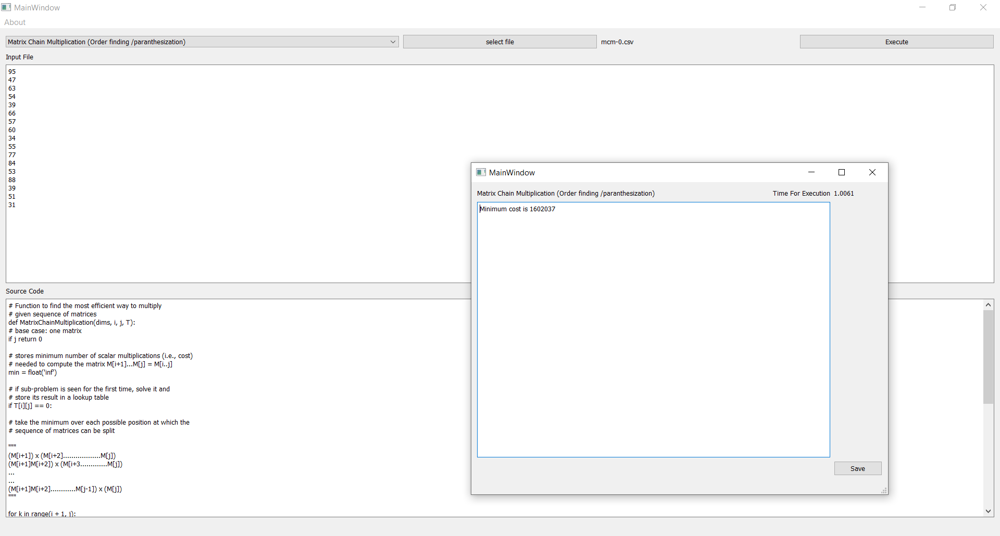 MainWindow
About
Matrix Chain Multiplication (Order finding /paranthesization)
select file
mcm-0.csv
Execute
Input File
95
47
63
54
39
66
57
60
34
55
77
84
53
88
39
51
31
Source Code
# Function to find the most efficient way to multiply
# given sequence of matrices
def MatrixChainMultiplication(dims, i, j, T):
# base case: one matrix
if j return 0
# stores minimum number of scalar multiplications (i.e., cost)
# needed to compute the matrix M[i+1]...M[j] = M[i..j]
min = float('inf')
# if sub-problem is seen for the first time, solve it and
# store its result in a lookup table
if T[i][j] == 0:
# take the minimum over each possible position at which the
# sequence of matrices can be split
"""
(M[i+1]) x (M[i+2]..................M[j])
(M[i+1]M[i+2]) x (M[i+3.............M[j])
...
...
(M[i+1]M[i+2]............M[j-1]) x (M[j])
"""
for k in range(i + 1, j):
MainWindow
Matrix Chain Multiplication (Order finding /paranthesization)
Time For Execution 1.0061
Minimum cost is 1602037
Save